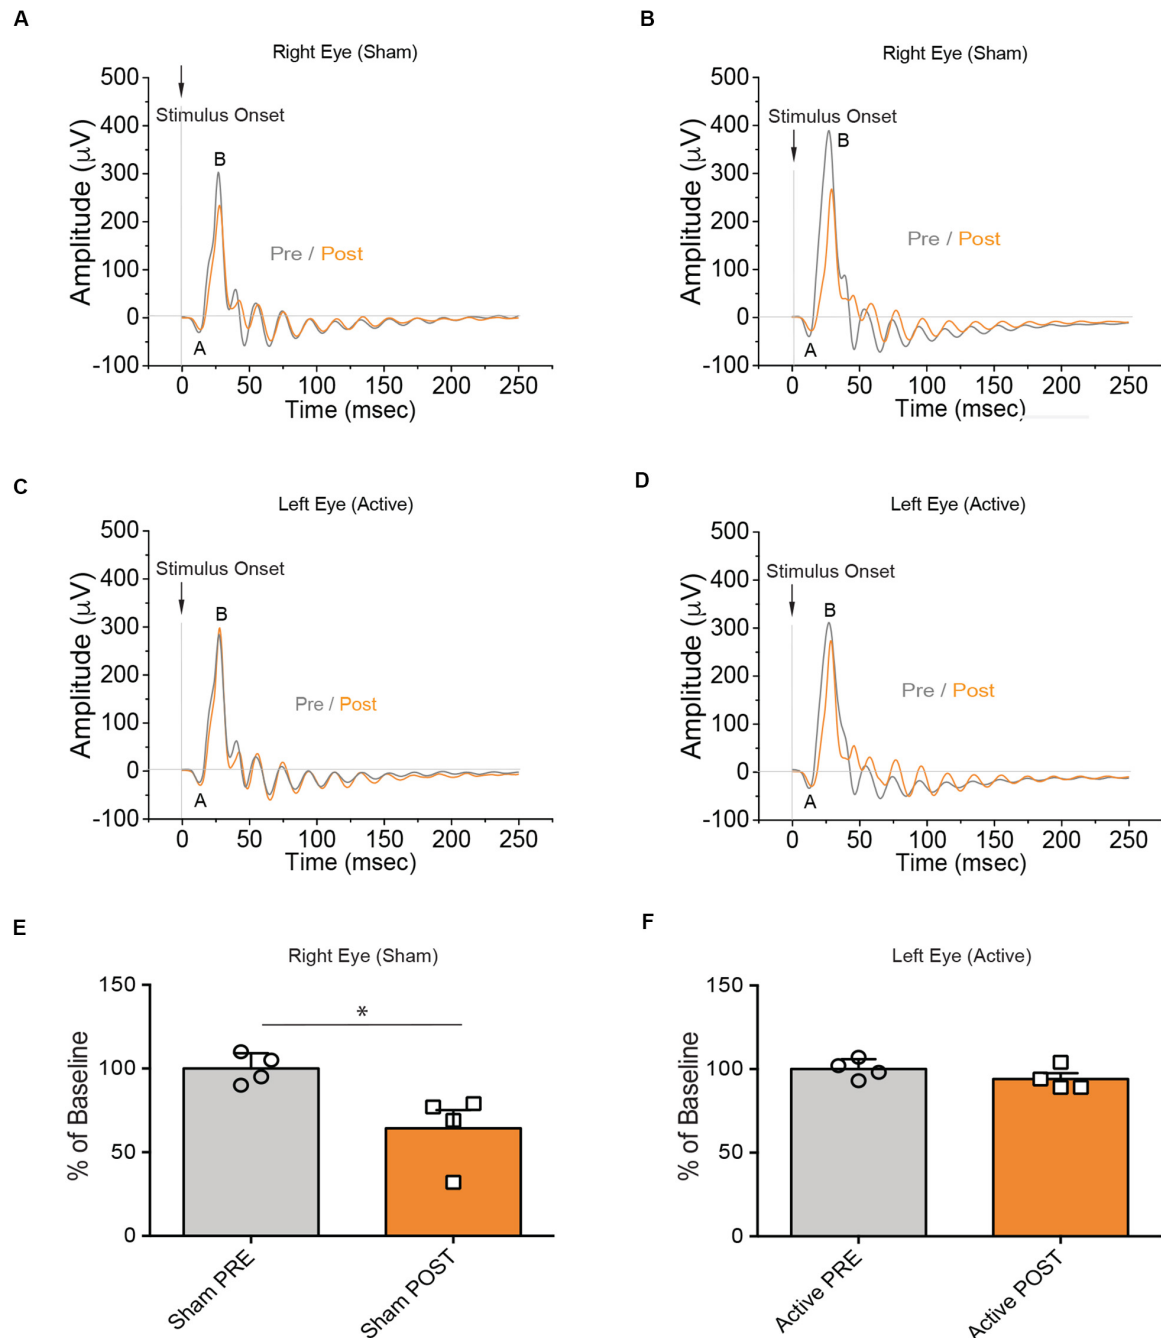 A
Right Eye (Sham)
500
400
300
200
100
0
-100
Amplitude (μV)
Stimulus Onset
B
Pre / Post
A
0 50 100 150 200 250
Time (msec)
B
Right Eye (Sham)
500
400
300
200
100
0
-100
Amplitude (μV)
Stimulus Onset
B
Pre / Post
A
0 50 100 150 200 250
Time (msec)
C
Left Eye (Active)
500
400
300
200
100
0
-100
Amplitude (μV)
Stimulus Onset
B
Pre / Post
A
0 50 100 150 200 250
Time (msec)
D
Left Eye (Active)
500
400
300
200
100
0
-100
Amplitude (μV)
Stimulus Onset
B
Pre / Post
A
0 50 100 150 200 250
Time (msec)
E
Right Eye (Sham)
150
100
50
0
% of Baseline
*
Sham PRE
Sham POST
F
Left Eye (Active)
150
100
50
0
% of Baseline
Active PRE
Active POST